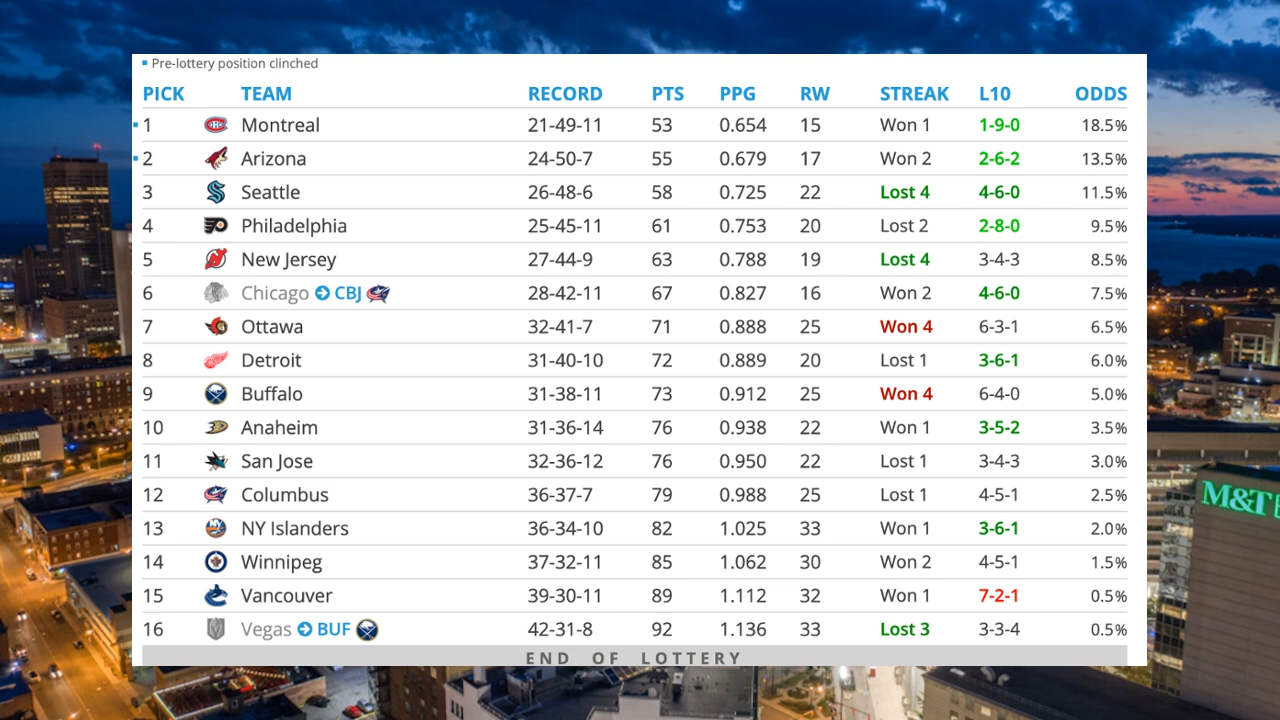 Pre-lottery position clinched
PICK TEAM RECORD PTS PPG RW STREAK L10 ODDS
1 Montreal 21-49-11 53 0.654 15 Won 1 1-9-0 18.5%
2 Arizona 24-50-7 55 0.679 17 Won 2 2-6-2 13.5%
3 Seattle 26-48-6 58 0.725 22 Lost 4 4-6-0 11.5%
4 Philadelphia 25-45-11 61 0.753 20 Lost 2 2-8-0 9.5%
5 New Jersey 27-44-9 63 0.788 19 Lost 4 3-4-3 8.5%
6 Chicago CBJ 28-42-11 67 0.827 16 Won 2 4-6-0 7.5%
7 Ottawa 32-41-7 71 0.888 25 Won 4 6-3-1 6.5%
8 Detroit 31-40-10 72 0.889 20 Lost 1 3-6-1 6.0%
9 Buffalo 31-38-11 73 0.912 25 Won 4 6-4-0 5.0%
10 Anaheim 31-36-14 76 0.938 22 Won 1 3-5-2 3.5%
11 San Jose 32-36-12 76 0.950 22 Lost 1 3-4-3 3.0%
12 Columbus 36-37-7 79 0.988 25 Lost 1 4-5-1 2.5%
13 NY Islanders 36-34-10 82 1.025 33 Won 1 3-6-1 2.0%
14 Winnipeg 37-32-11 85 1.062 30 Won 2 4-5-1 1.5%
15 Vancouver 39-30-11 89 1.112 32 Won 1 7-2-1 0.5%
16 Vegas BUF 42-31-8 92 1.136 33 Lost 3 3-3-4 0.5%
END OF LOTTERY
M&T